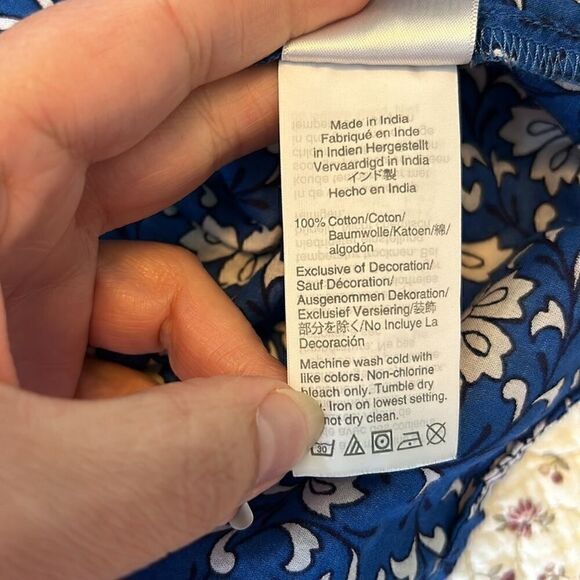 Made in India
Fabriqué en Inde
in Indien Hergestellt
Vervaardigd in India
インド製
Hecho en India
100% Cotton/Coton/
Baumwolle/Katoen/綿/
algodón
Exclusive of Decoration/
Sauf Décoration/
Ausgenommen Dekoration/
Exclusief Versiering/装飾
部分を除く/No Incluye La
Decoración
Machine wash cold with
like colors. Non-chlorine
bleach only. Tumble dry
Iron on lowest setting.
not dry clean.
30